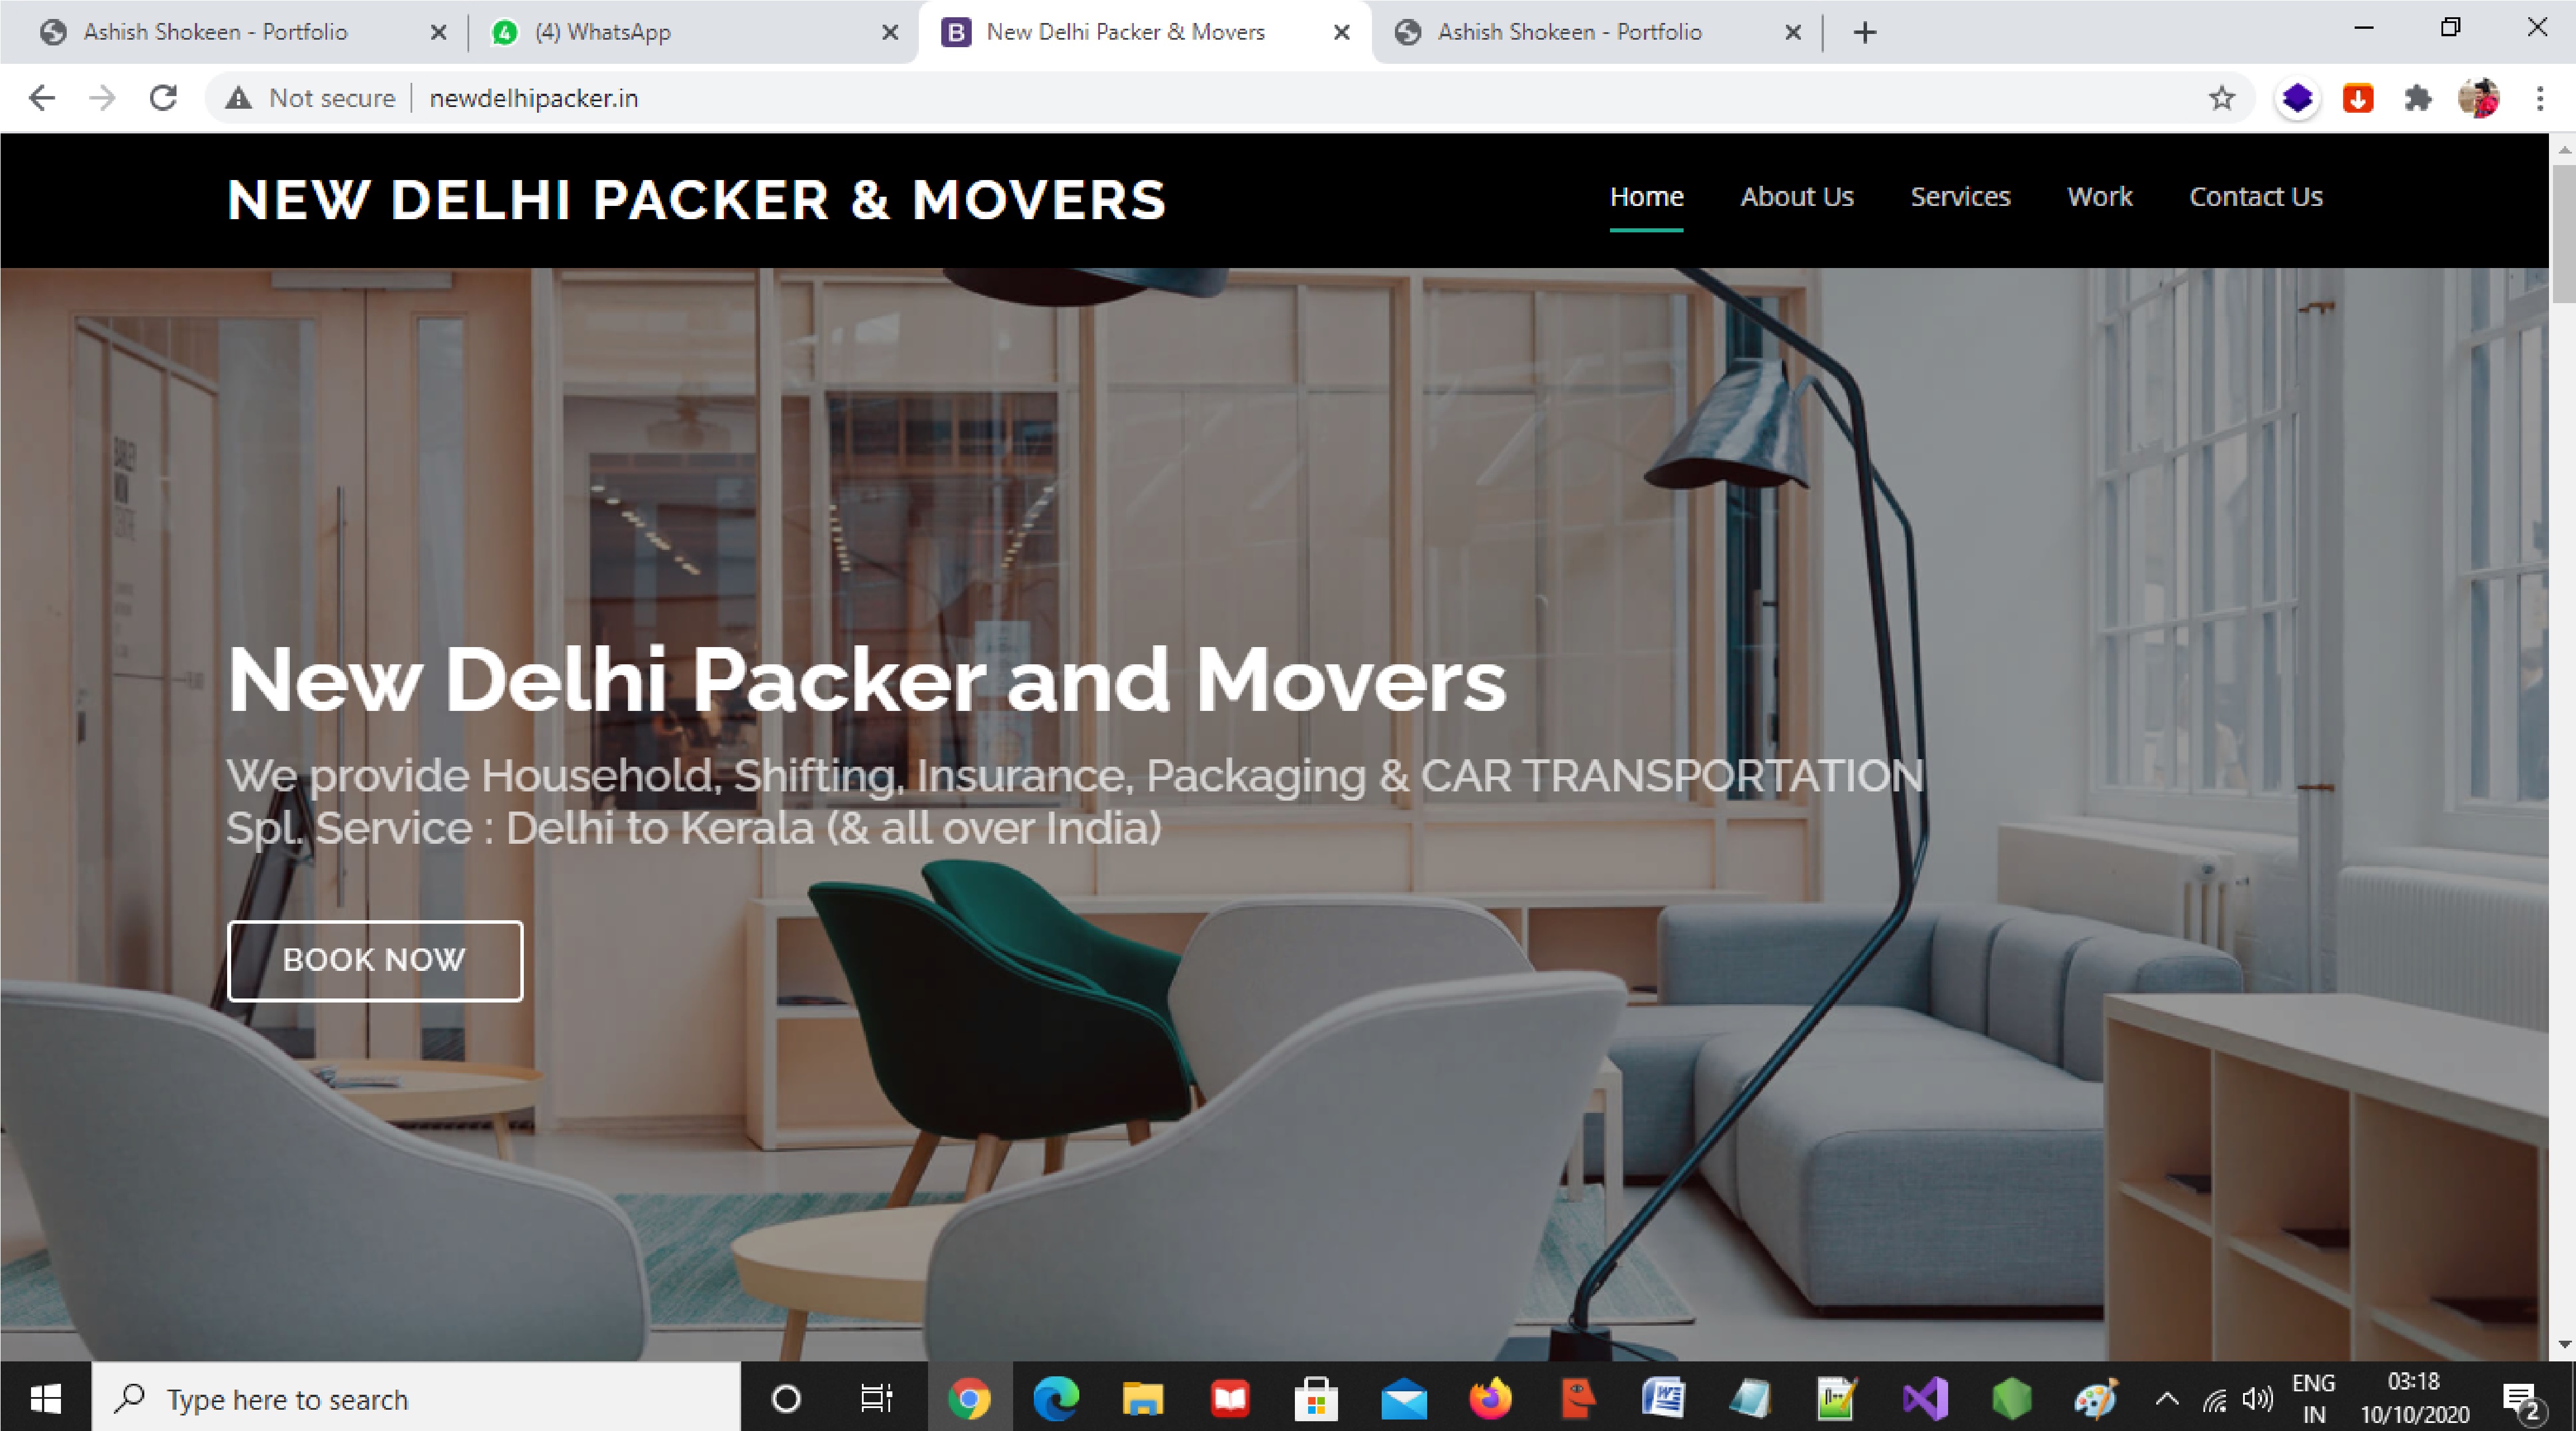 Ashish Shokeen - Portfolio
4
(4) WhatsApp
B
New Delhi Packer & Movers
Ashish Shokeen - Portfolio
Not secure
newdelhipacker.in
NEW DELHI PACKER & MOVERS
Home
About Us
Services
Work
Contact Us
New Delhi Packer and Movers
We provide Household, Shifting, Insurance, Packaging & CAR TRANSPORTATION
Spl. Service : Delhi to Kerala (& all over India)
BOOK NOW
Type here to search
ENG
IN
03:18
10/10/2020
2